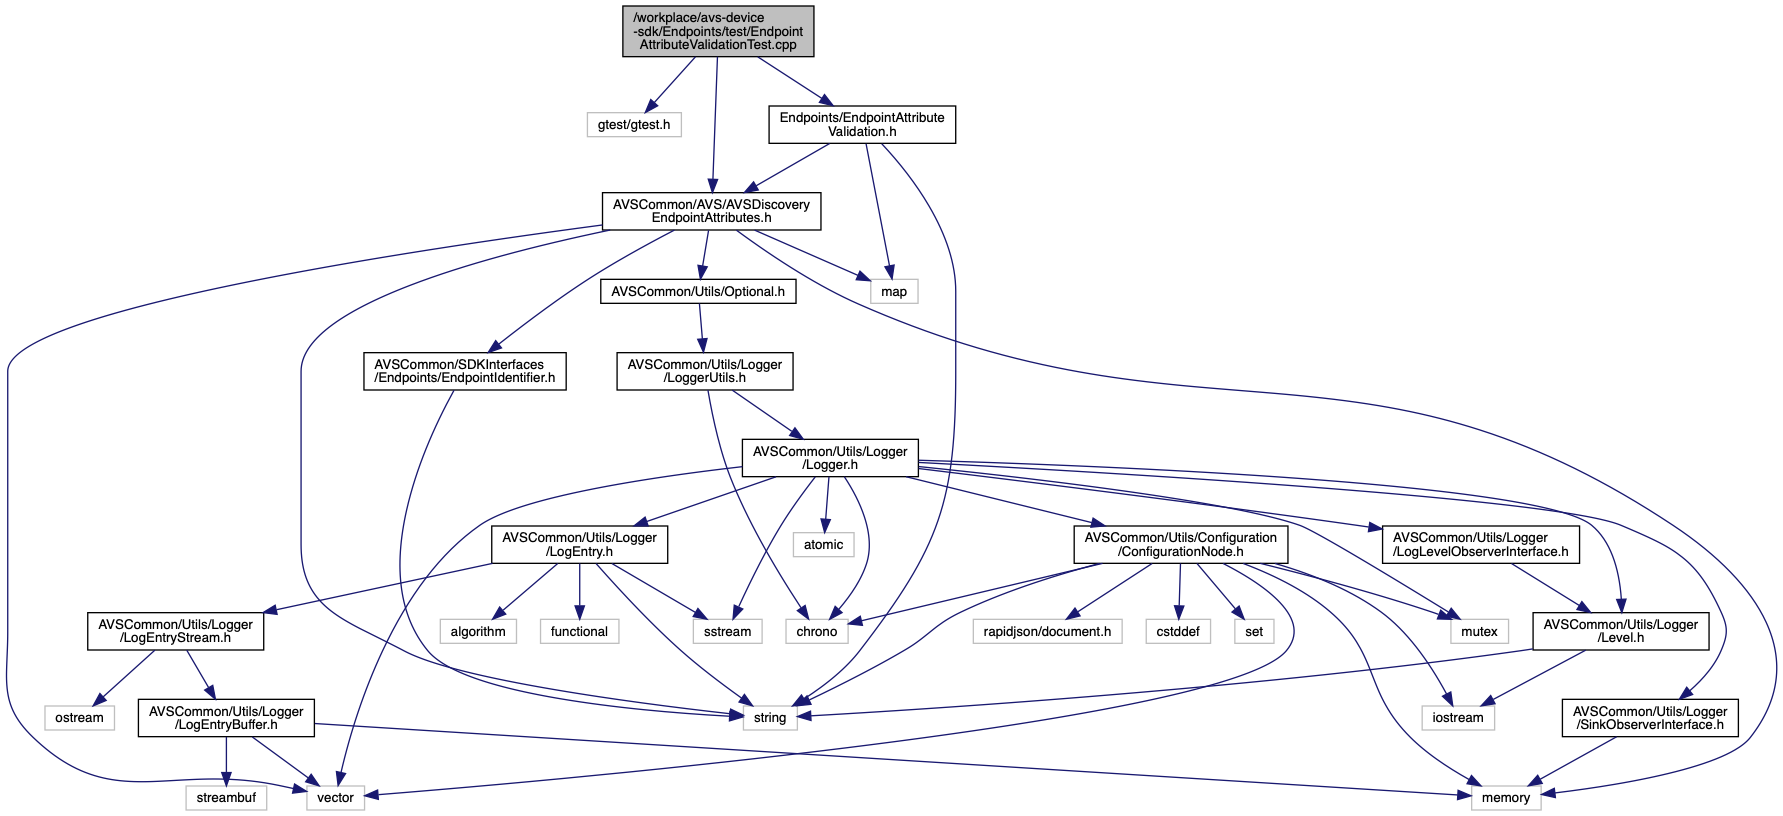 /workplace/avs-device
-sdk/Endpoints/test/Endpoint
AttributeValidationTest.cpp
gtest/gtest.h
Endpoints/EndpointAttribute
Validation.h
AVSCommon/AVS/AVSDiscovery
EndpointAttributes.h
AVSCommon/Utils/Optional.h
map
AVSCommon/SDKInterfaces
/Endpoints/EndpointIdentifier.h
AVSCommon/Utils/Logger
/LoggerUtils.h
AVSCommon/Utils/Logger
/Logger.h
AVSCommon/Utils/Logger
/LogEntry.h
atomic
AVSCommon/Utils/Configuration
/ConfigurationNode.h
AVSCommon/Utils/Logger
/LogLevelObserverInterface.h
AVSCommon/Utils/Logger
/LogEntryStream.h
algorithm
functional
sstream
chrono
rapidjson/document.h
cstddef
set
mutex
AVSCommon/Utils/Logger
/Level.h
ostream
AVSCommon/Utils/Logger
/LogEntryBuffer.h
string
iostream
AVSCommon/Utils/Logger
/SinkObserverInterface.h
streambuf
vector
memory